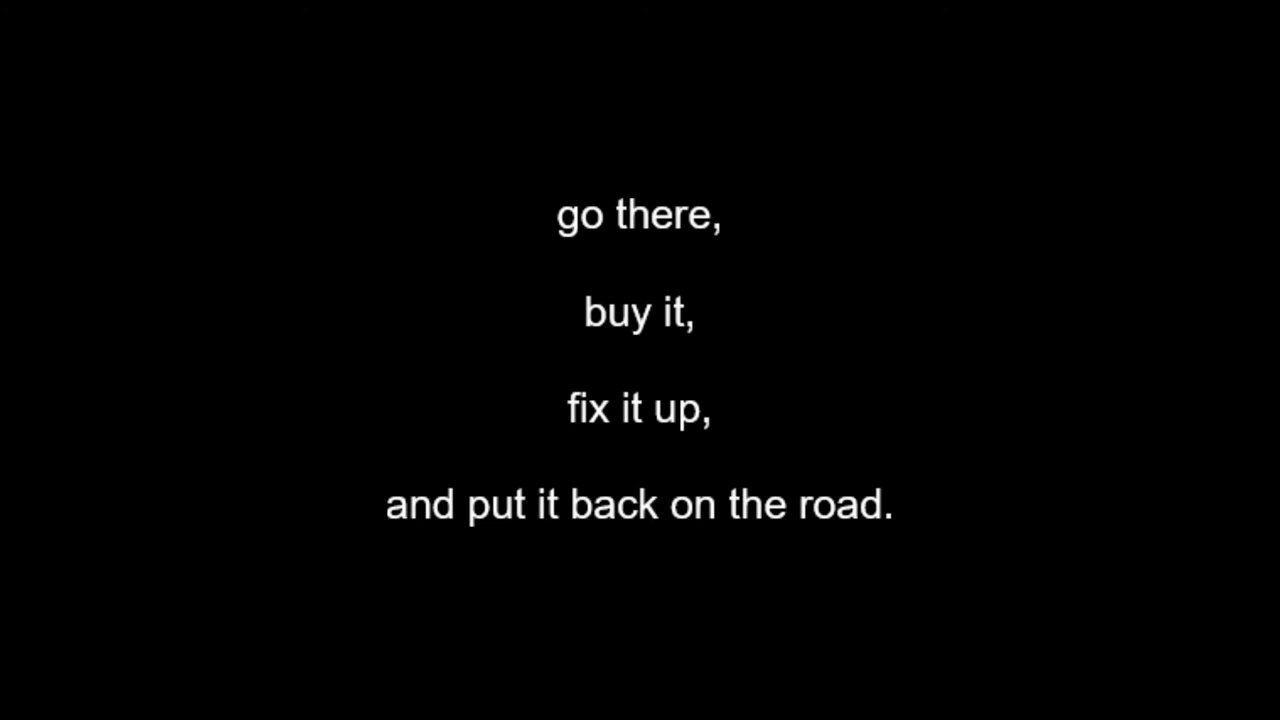 go there,
buy it,
fix it up,
and put it back on the road.